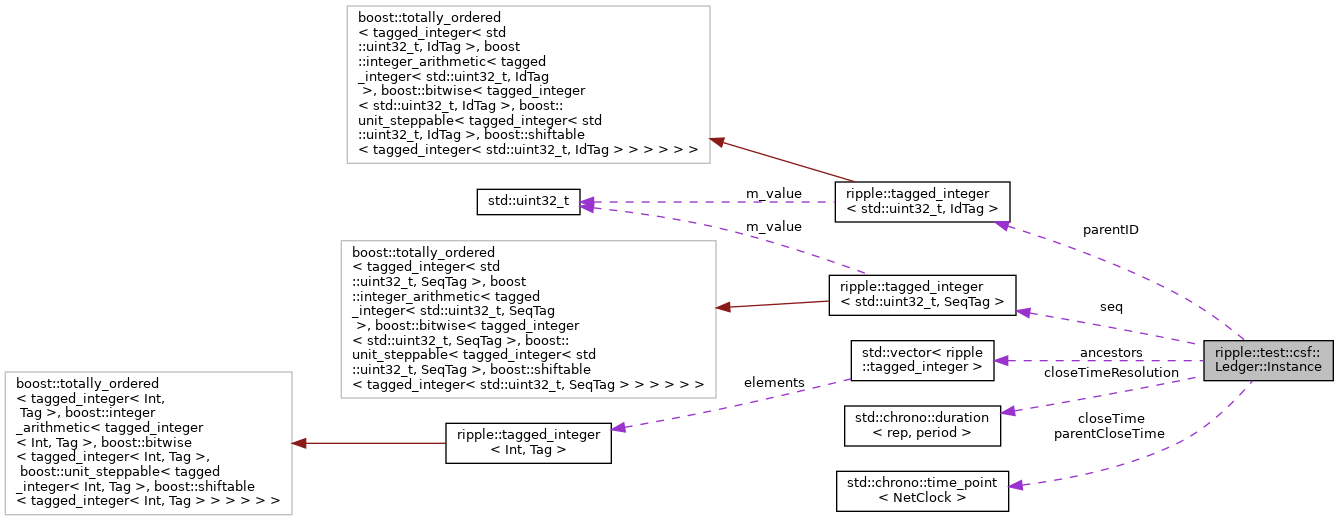 boost::totally_ordered
< tagged_integer< std
::uint32_t, IdTag >, boost
::integer_arithmetic< tagged
_integer< std::uint32_t, IdTag
 >, boost::bitwise< tagged_integer
< std::uint32_t, IdTag >, boost::
unit_steppable< tagged_integer< std
::uint32_t, IdTag >, boost::shiftable
< tagged_integer< std::uint32_t, IdTag > > > > > >
std::uint32_t
m_value
m_value
ripple::tagged_integer
< std::uint32_t, IdTag >
parentID
boost::totally_ordered
< tagged_integer< std
::uint32_t, SeqTag >, boost
::integer_arithmetic< tagged
_integer< std::uint32_t, SeqTag
 >, boost::bitwise< tagged_integer
< std::uint32_t, SeqTag >, boost::
unit_steppable< tagged_integer< std
::uint32_t, SeqTag >, boost::shiftable
< tagged_integer< std::uint32_t, SeqTag > > > > > >
ripple::tagged_integer
< std::uint32_t, SeqTag >
seq
std::vector< ripple
::tagged_integer >
ancestors
closeTimeResolution
ripple::test::csf::
Ledger::Instance
boost::totally_ordered
< tagged_integer< Int,
 Tag >, boost::integer
_arithmetic< tagged_integer
< Int, Tag >, boost::bitwise
< tagged_integer< Int, Tag >,
 boost::unit_steppable< tagged
_integer< Int, Tag >, boost::shiftable
< tagged_integer< Int, Tag > > > > > >
elements
ripple::tagged_integer
< Int, Tag >
std::chrono::duration
< rep, period >
closeTime
parentCloseTime
std::chrono::time_point
< NetClock >